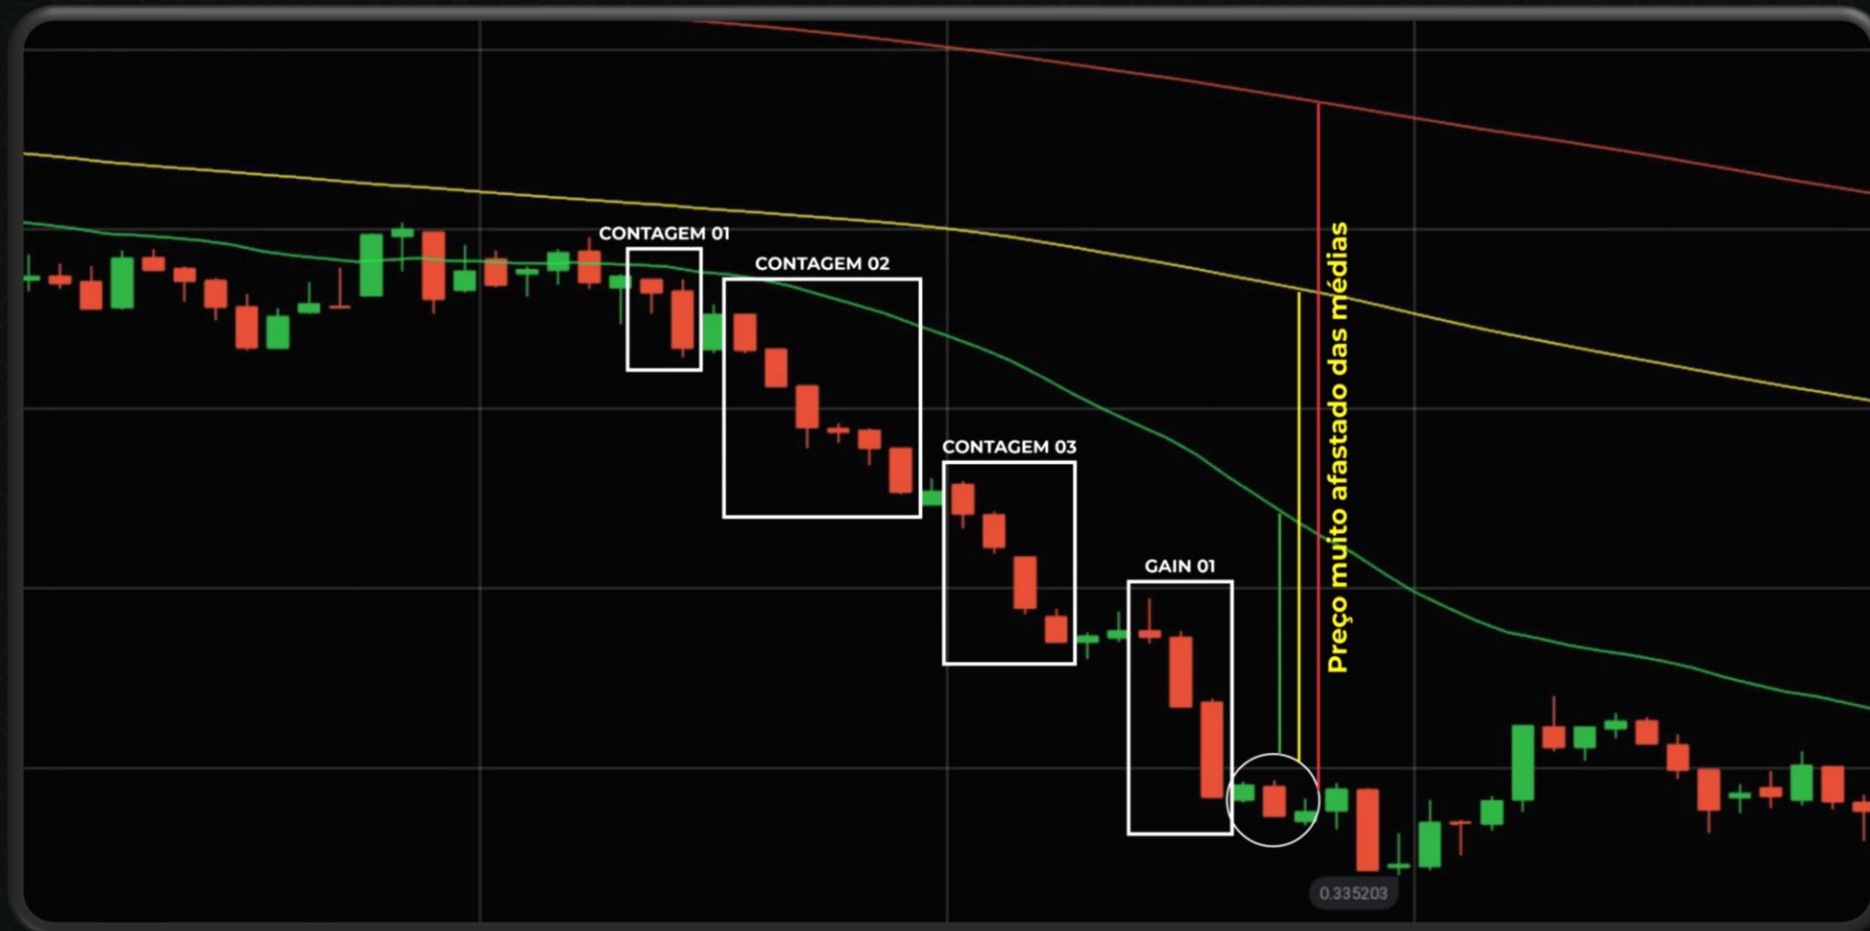 CONTAGEM 01
CONTAGEM 02
CONTAGEM 03
GAIN 01
Preço muito afastado das médias
0.335203